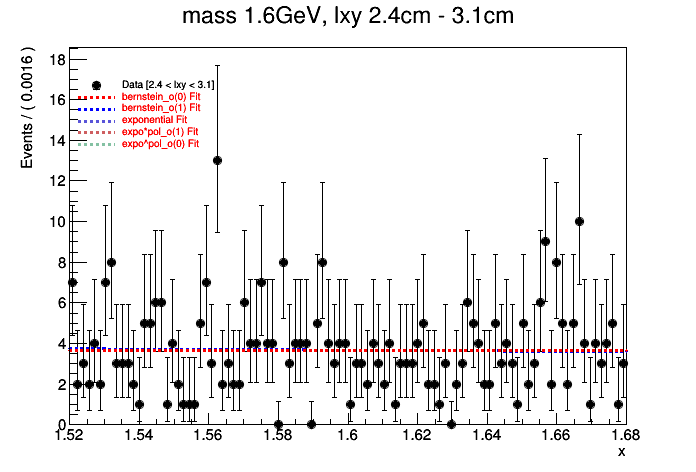 mass 1.6GeV, lxy 2.4cm - 3.1cm
Events / ( 0.0016 )
18
16
14
12
10
8
6
4
2
0
Data [2.4 < lxy < 3.1]
bernstein_o(0) Fit
bernstein_o(1) Fit
exponential Fit
expo*pol_o(1) Fit
expo^pol_o(0) Fit
1.52 1.54 1.56 1.58 1.6 1.62 1.64 1.66 1.68
x